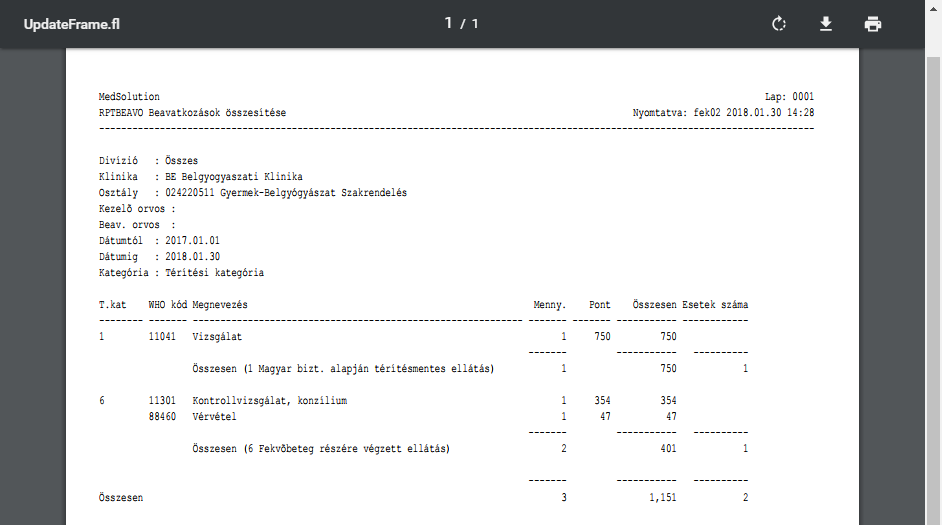 UpdateFrame.fl 1 / 1
MedSolution Lap: 0001
RPTBEAVO Beavatkozások összesítése Nyomtatva: fek02 2018.01.30 14:28
Divízió : Összes
Klinika : BE Belgyogyaszati Klinika
Osztály : 024220511 Gyermek-Belgyógyászat Szakrendelés
Kezelő orvos :
Beav. orvos :
Dátumtól : 2017.01.01
Dátumig : 2018.01.30
Kategória : Térítési kategória
T.kat WHO kód Megnevezés Menny. Pont Összesen Esetek száma
1 11041 Vizsgálat 1 750 750
Összesen (1 Magyar bizt. alapján térítésmentes ellátás) 1 750 1
6 11301 Kontrollvizsgálat, konzílium 1 354 354
88460 Vérvétel 1 47 47
Összesen (6 Fekvőbeteg részére végzett ellátás) 2 401 1
Összesen 3 1,151 2